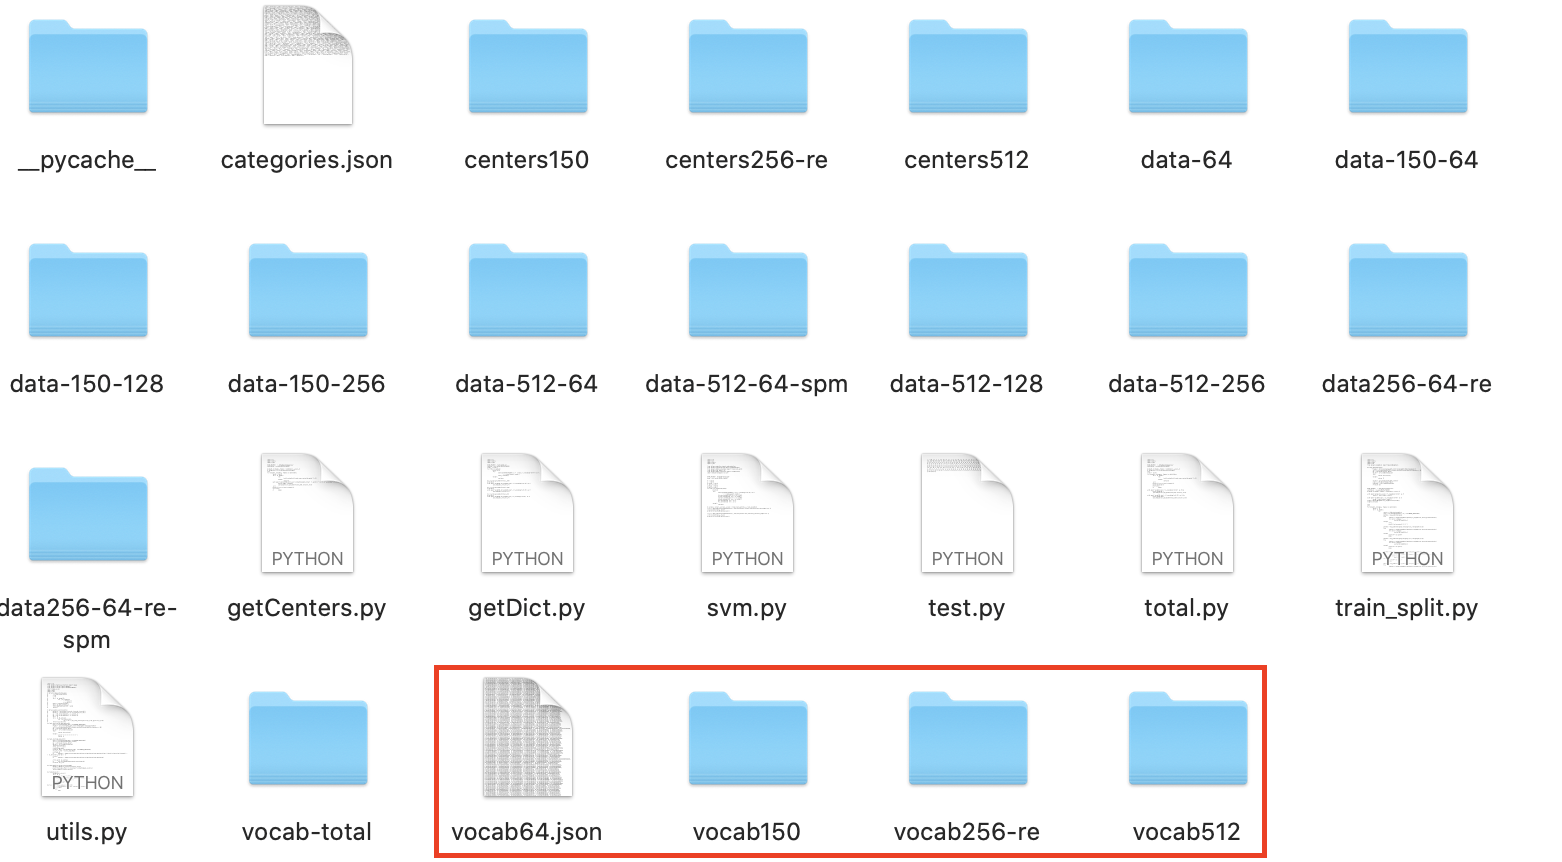 __pycache__
categories.json
centers150
centers256-re
centers512
data-64
data-150-64
data-150-128
data-150-256
data-512-64
data-512-64-spm
data-512-128
data-512-256
data256-64-re
data256-64-re-
spm
PYTHON
getCenters.py
PYTHON
getDict.py
PYTHON
svm.py
PYTHON
test.py
PYTHON
total.py
PYTHON
train_split.py
PYTHON
utils.py
vocab-total
vocab64.json
vocab150
vocab256-re
vocab512